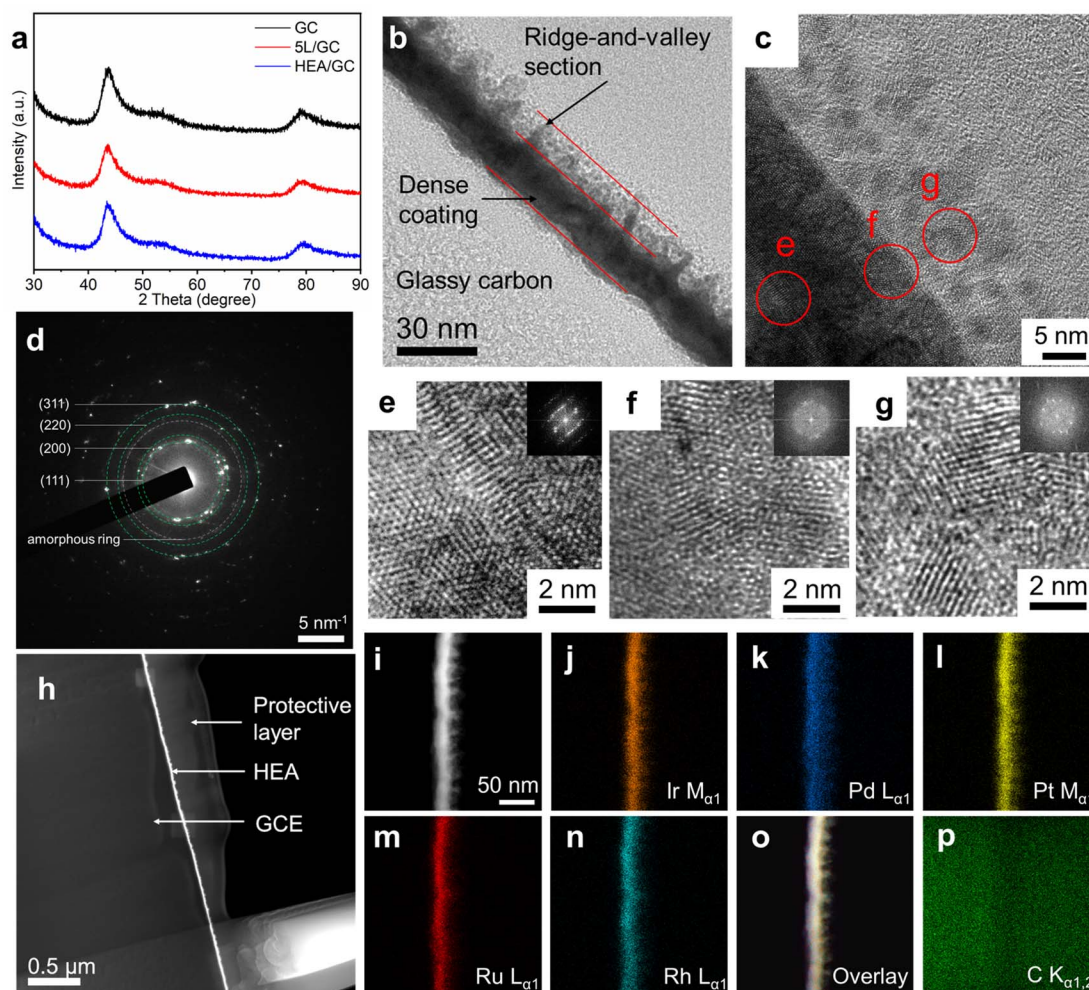 a
GC
5L/GC
HEA/GC
Intensity (a.u.)
30 40 50 60 70 80 90
2 Theta (degree)
b
Ridge-and-valley
section
Dense
coating
Glassy carbon
30 nm
c
e
f
g
5 nm
d
(311)
(220)
(200)
(111)
amorphous ring
5 nm⁻¹
e
2 nm
f
2 nm
g
2 nm
h
Protective
layer
HEA
GCE
0.5 µm
i
50 nm
j
Ir Mα1
k
Pd Lα1
l
Pt Mα1
m
Ru Lα1
n
Rh Lα1
o
Overlay
p
C Kα1,2